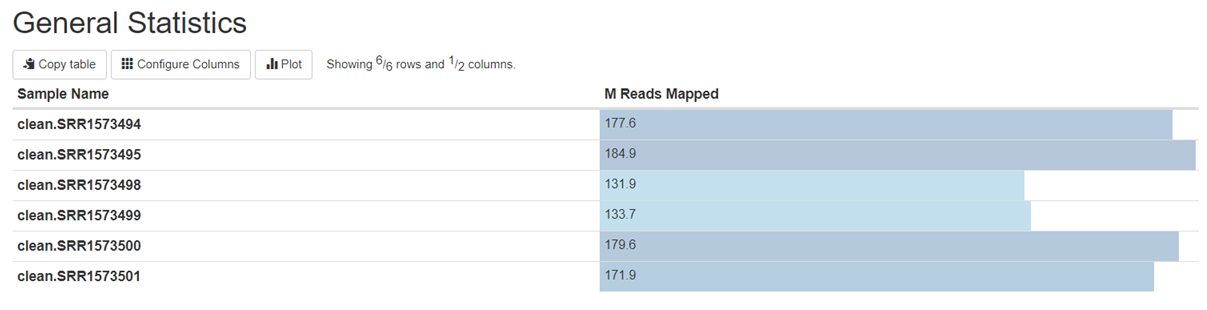 General Statistics
Copy table Configure Columns Plot Showing 6/6 rows and 1/2 columns.
Sample Name M Reads Mapped
clean.SRR1573494 177.6
clean.SRR1573495 184.9
clean.SRR1573498 131.9
clean.SRR1573499 133.7
clean.SRR1573500 179.6
clean.SRR1573501 171.9